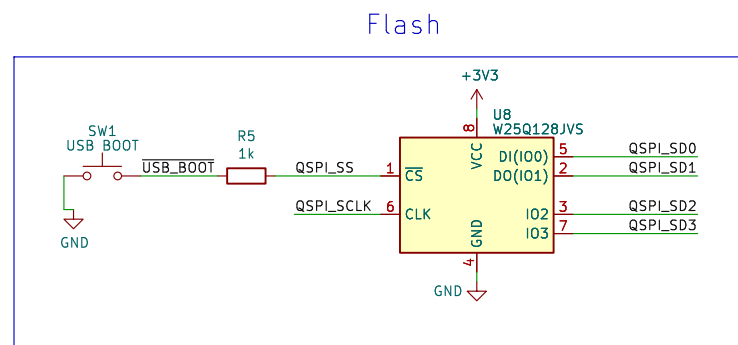 Flash
+3V3
U8
W25Q128JVS
SW1
USB BOOT
USB_BOOT
R5
1k
QSPI_SS
1
CS
8
VCC
DI(IO0)
5
QSPI_SD0
DO(IO1)
2
QSPI_SD1
QSPI_SCLK
6
CLK
IO2
3
QSPI_SD2
IO3
7
QSPI_SD3
GND
4
GND
GND